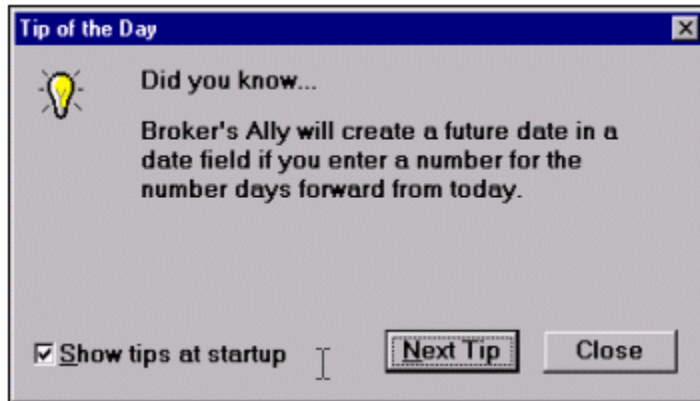 Tip of the Day
Did you know...
Broker's Ally will create a future date in a
date field if you enter a number for the
number days forward from today.
Show tips at startup
Next Tip
Close